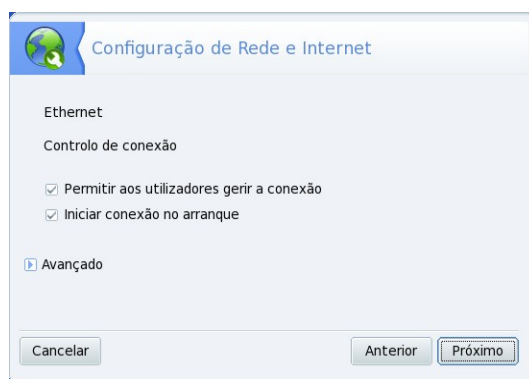 Configuração de Rede e Internet
Ethernet
Controlo de conexão
Permitir aos utilizadores gerir a conexão
Iniciar conexão no arranque
Avançado
Cancelar
Anterior
Próximo